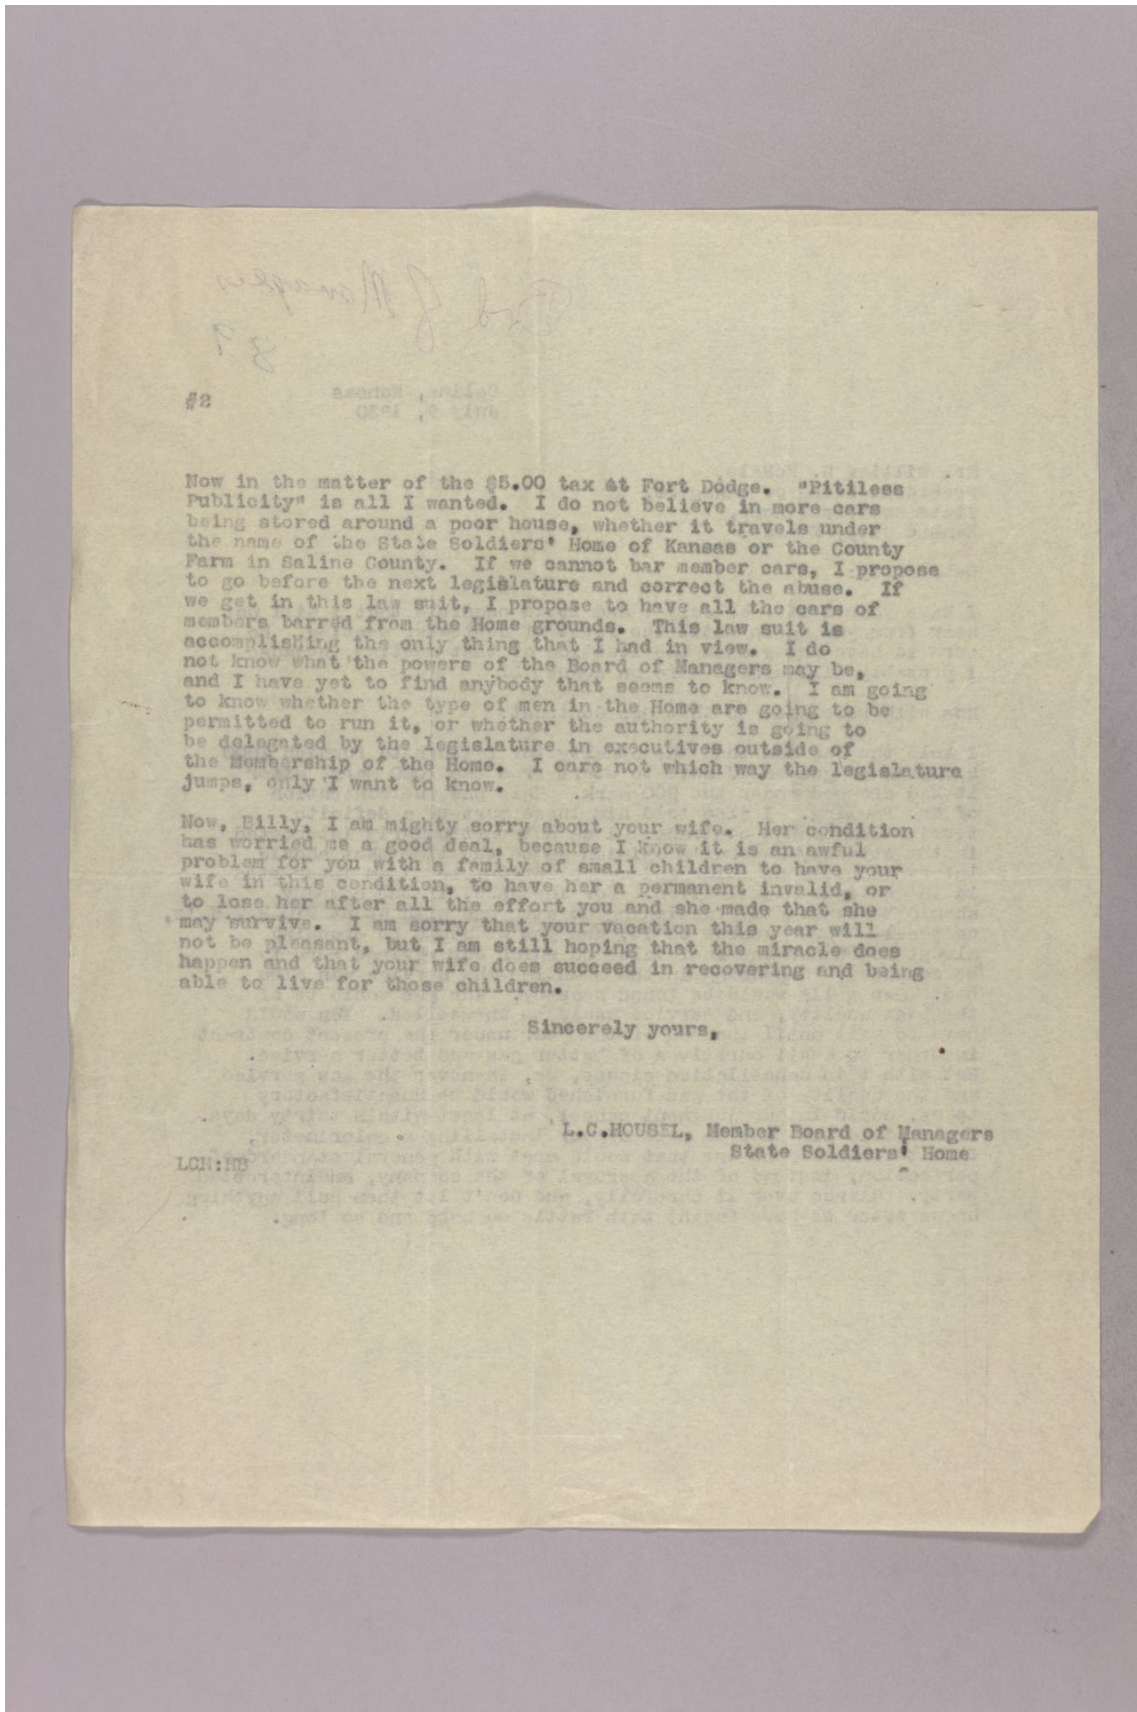 #2
Now in the matter of the $5.00 tax at Fort Dodge. "Pitiless
Publicity" is all I wanted. I do not believe in more cars
being stored around a poor house, whether it travels under
the name of the State Soldiers' Home of Kansas or the County
Farm in Saline County. If we cannot bar member cars, I propose
to go before the next legislature and correct the abuse. If
we get in this law suit, I propose to have all the cars of
members barred from the Home grounds. This law suit is
accomplishing the only thing that I had in view. I do
not know what the powers of the Board of Managers may be,
and I have yet to find anybody that seems to know. I am going
to know whether the type of men in the Home are going to be
permitted to run it, or whether the authority is going to
be delegated by the legislature in executives outside of
the Membership of the Home. I care not which way the legislature
jumps, only I want to know.
Now, Billy, I am mighty sorry about your wife. Her condition
has worried me a good deal, because I know it is an awful
problem for you with a family of small children to have your
wife in this condition, to have her a permanent invalid, or
to lose her after all the effort you and she made that she
may survive. I am sorry that your vacation this year will
not be pleasant, but I am still hoping that the miracle does
happen and that your wife does succeed in recovering and being
able to live for those children.
Sincerely yours,
L.C.HOUSEL, Member Board of Managers
State Soldiers' Home
LCH:HB